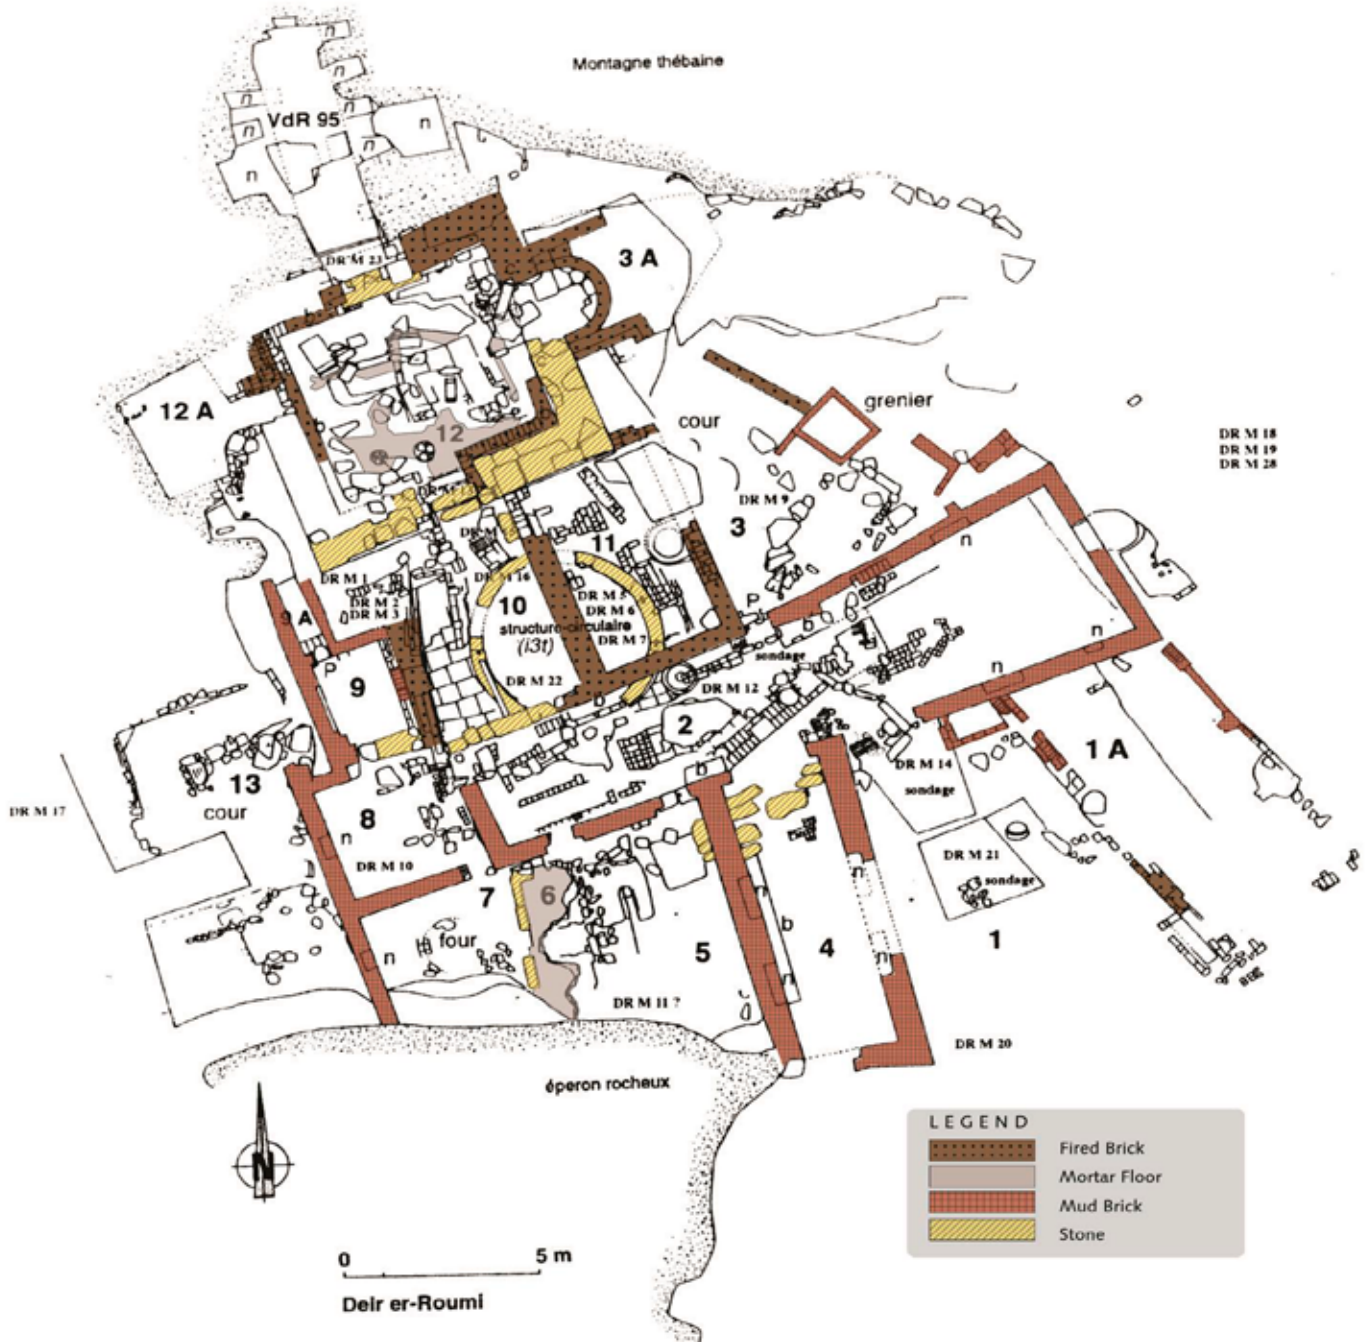 n
n
Montagne thébaine
n
n
VdR 95
n
n
n
n
DR M 23
3 A
12 A
cour
grenier
12
DR M 18
DR M 19
DR M 28
DR M 9
3
n
11
DR M 1
DR M 16
DR M 2
DR M 3
9 A
10
DR M 5
DR M 6
structure circulaire
(i3t)
DR M 7
P
b
P
9
n
n
sondage
DR M 22
DR M 12
2
1 A
b
DR M 14
sondage
13
cour
DR M 17
8
n
DR M 10
DR M 21
sondage
7
6
n
n
b
four
5
4
1
n
n
n
DR M 11 ?
DR M 20
éperon rocheux
N
LEGEND
Fired Brick
Mortar Floor
Mud Brick
Stone
0 5 m
Deir er-Roumi